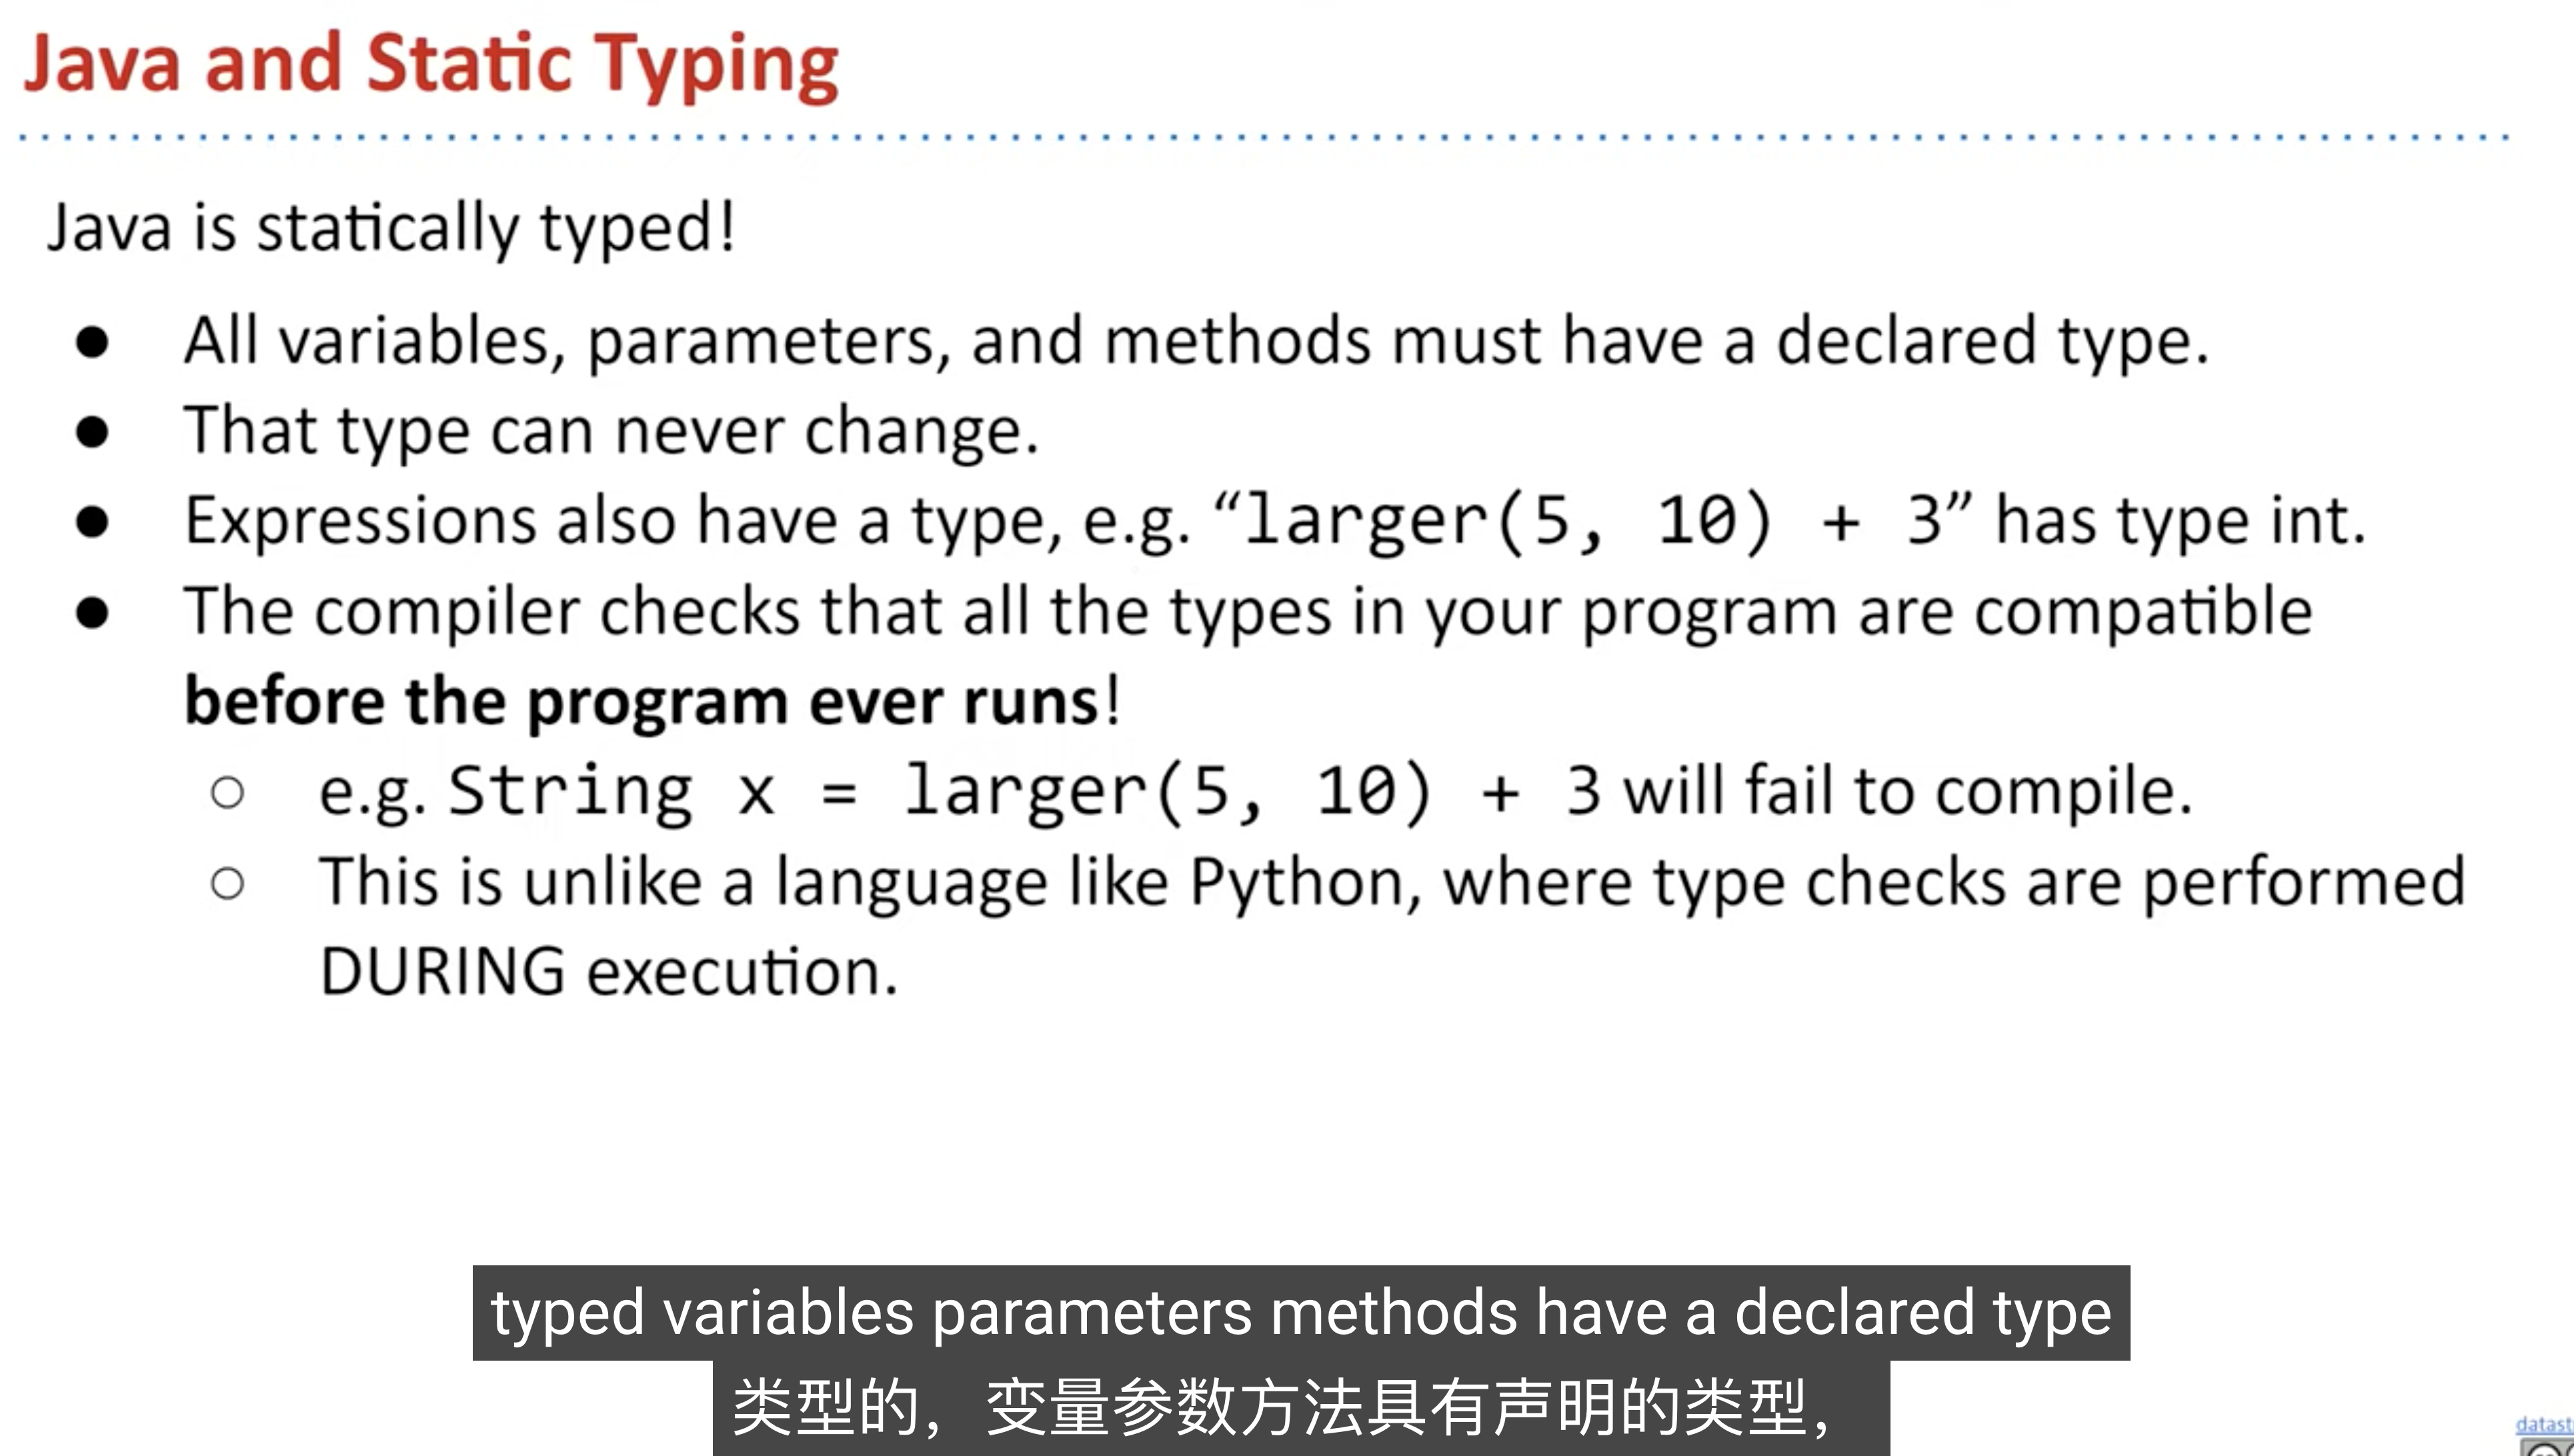 Java and Static Typing
Java is statically typed!
● All variables, parameters, and methods must have a declared type.
● That type can never change.
● Expressions also have a type, e.g. “larger(5, 10) + 3” has type int.
● The compiler checks that all the types in your program are compatible
before the program ever runs!
○ e.g. String x = larger(5, 10) + 3 will fail to compile.
○ This is unlike a language like Python, where type checks are performed
DURING execution.
typed variables parameters methods have a declared type
类型的，变量参数方法具有声明的类型，